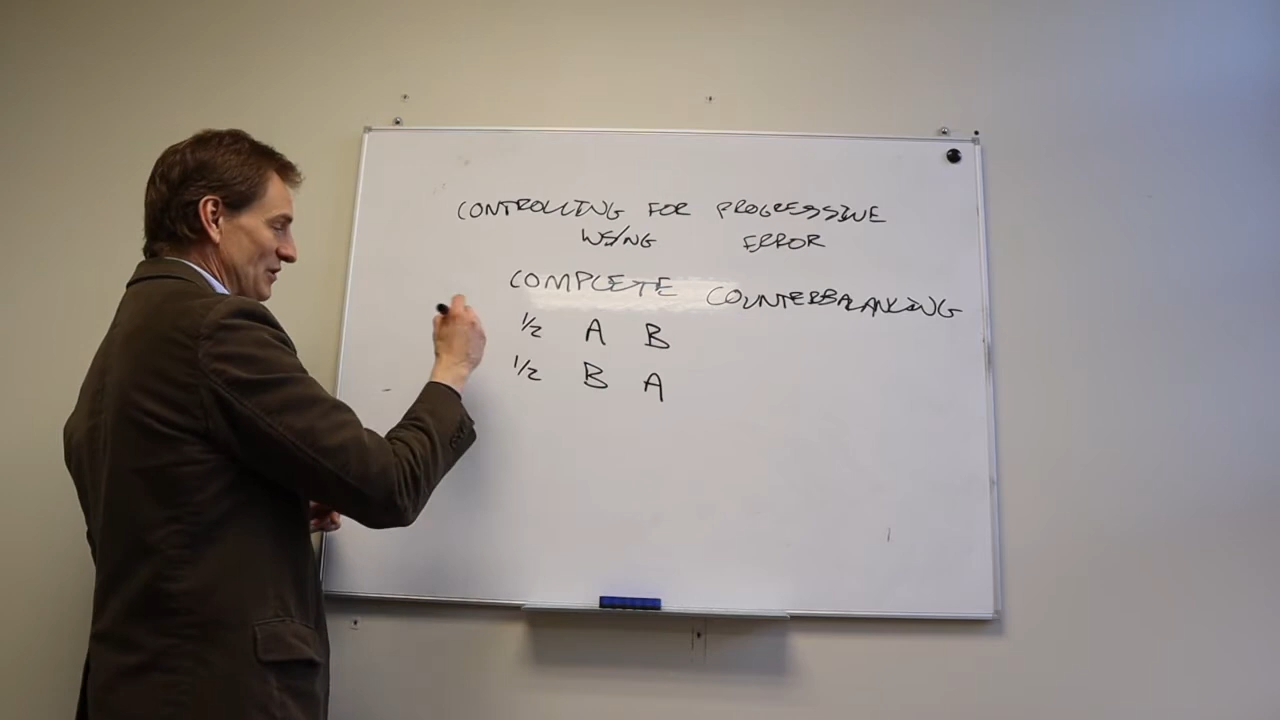 CONTROLLING FOR PROGRESSIVE
USING ERROR
COMPLETE COUNTERBALANCING
1/2 A B
1/2 B A